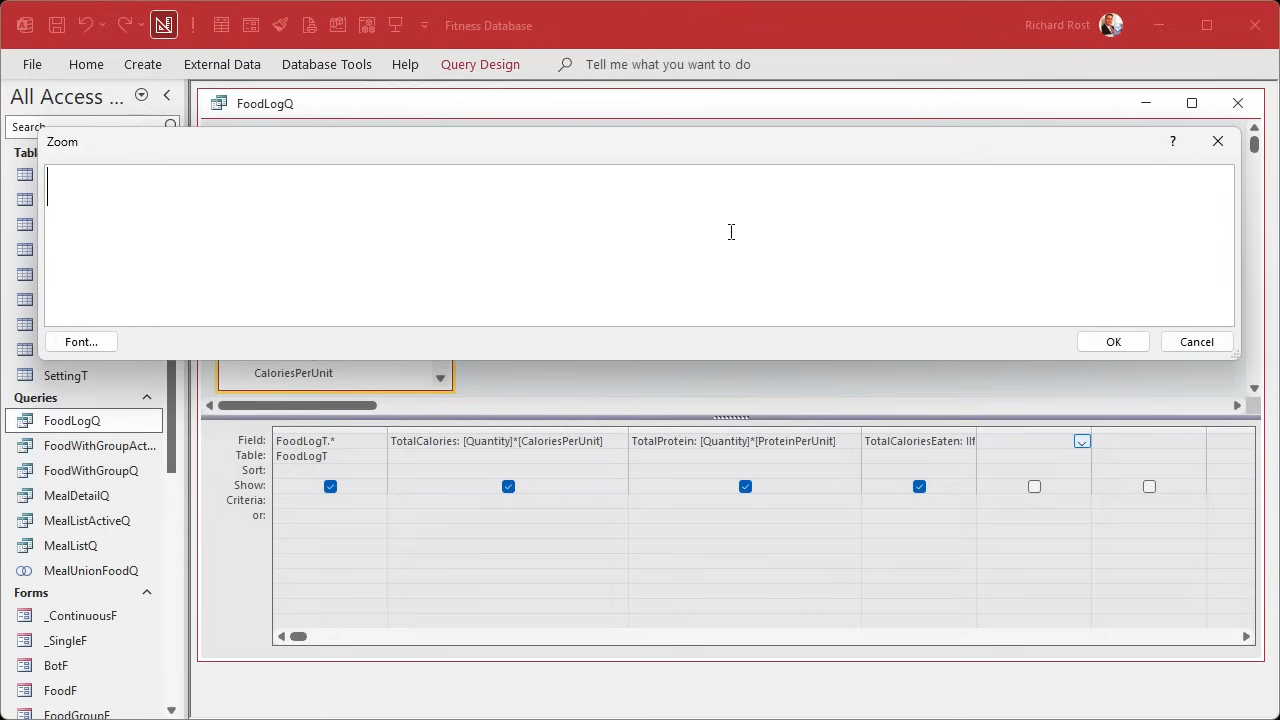 Fitness Database
Richard Rost
File Home Create External Data Database Tools Help Query Design Tell me what you want to do
All Access ...
FoodLogQ
Search
Zoom
Font...
OK
Cancel
CaloriesPerUnit
SettingT
Queries
FoodLogQ
FoodWithGroupAct...
FoodWithGroupQ
MealDetailQ
MealListActiveQ
MealListQ
MealUnionFoodQ
Forms
_ContinuousF
_SingleF
BotF
FoodF
FoodGroupF
Field: FoodLogT.* TotalCalories: [Quantity]*[CaloriesPerUnit] TotalProtein: [Quantity]*[ProteinPerUnit] TotalCaloriesEaten: IIf
Table: FoodLogT
Sort:
Show:
Criteria:
or: